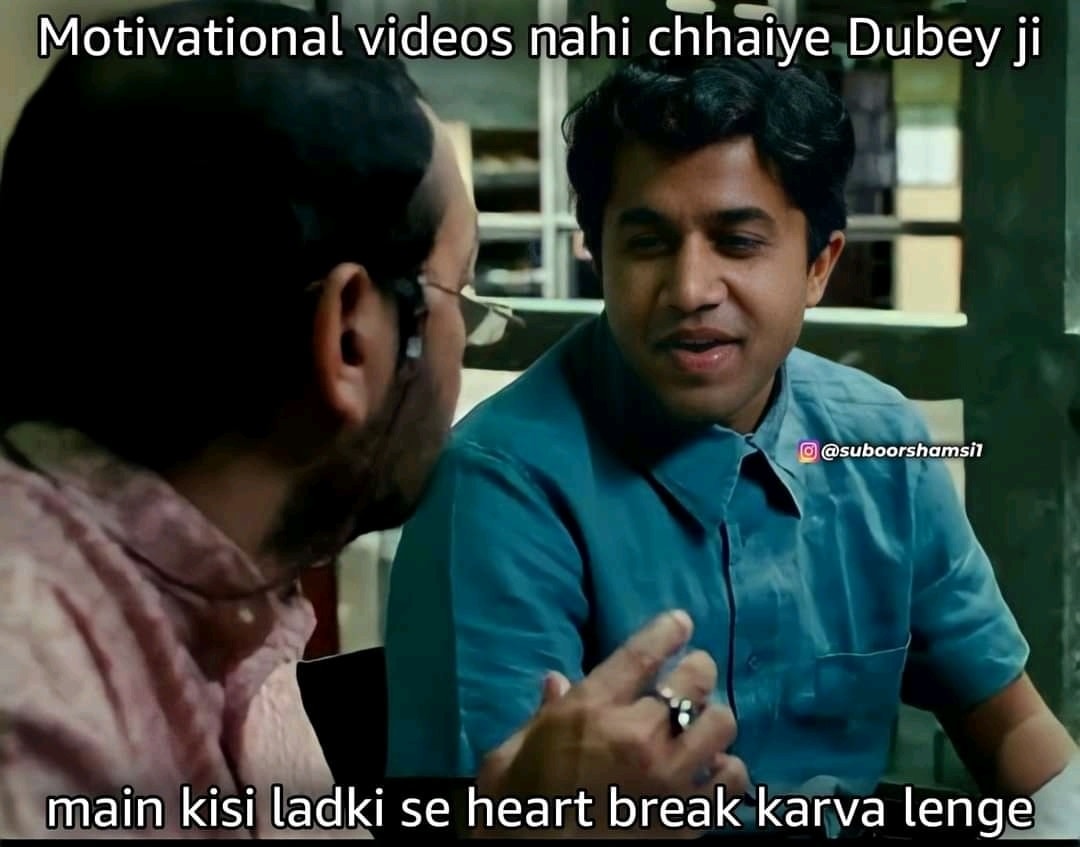 Motivational videos nahi chhaiye Dubey ji
@suboorshamsi1
main kisi ladki se heart break karva lenge